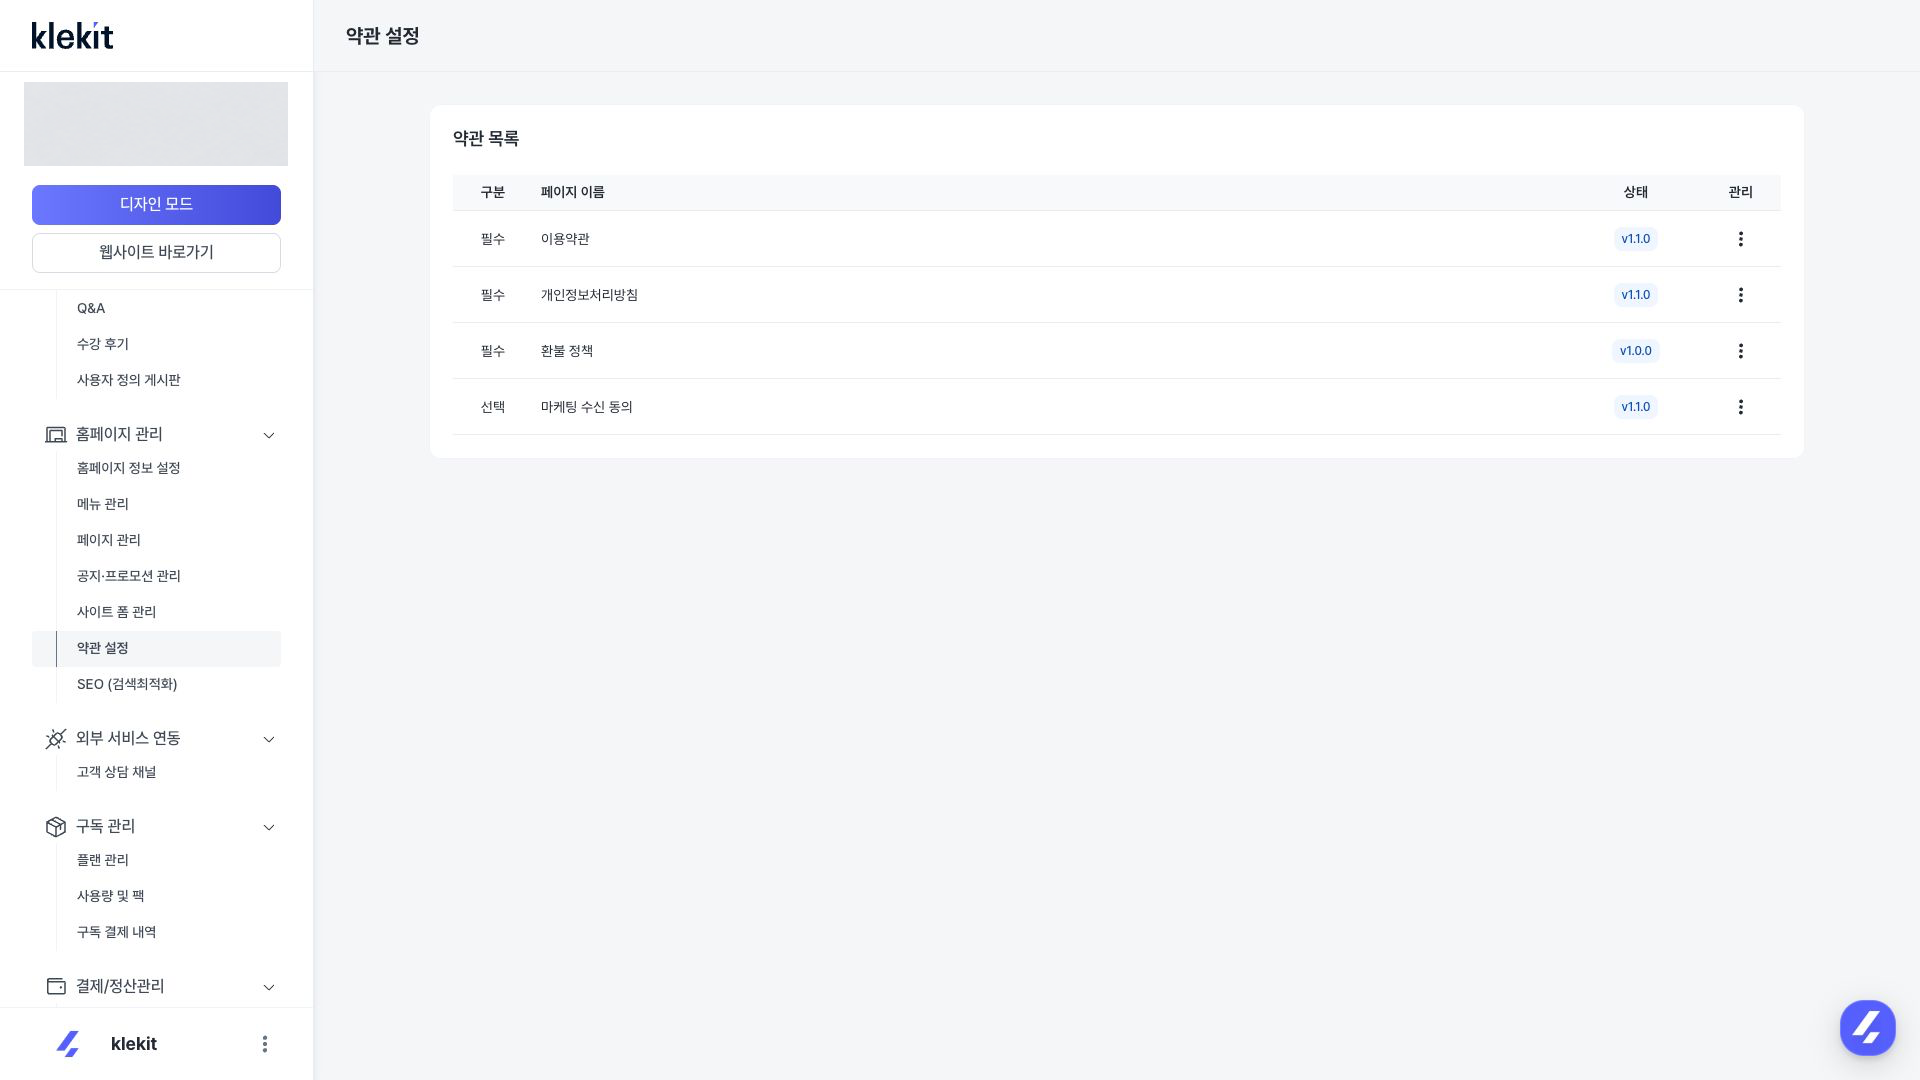 klekit
약관 설정
디자인 모드
웹사이트 바로가기
Q&A
수강 후기
사용자 정의 게시판
홈페이지 관리
홈페이지 정보 설정
메뉴 관리
페이지 관리
공지·프로모션 관리
사이트 폼 관리
약관 설정
SEO (검색최적화)
외부 서비스 연동
고객 상담 채널
구독 관리
플랜 관리
사용량 및 팩
구독 결제 내역
결제/정산관리
klekit
약관 목록
구분 페이지 이름 상태 관리
필수 이용약관 v1.1.0
필수 개인정보처리방침 v1.1.0
필수 환불 정책 v1.0.0
선택 마케팅 수신 동의 v1.1.0